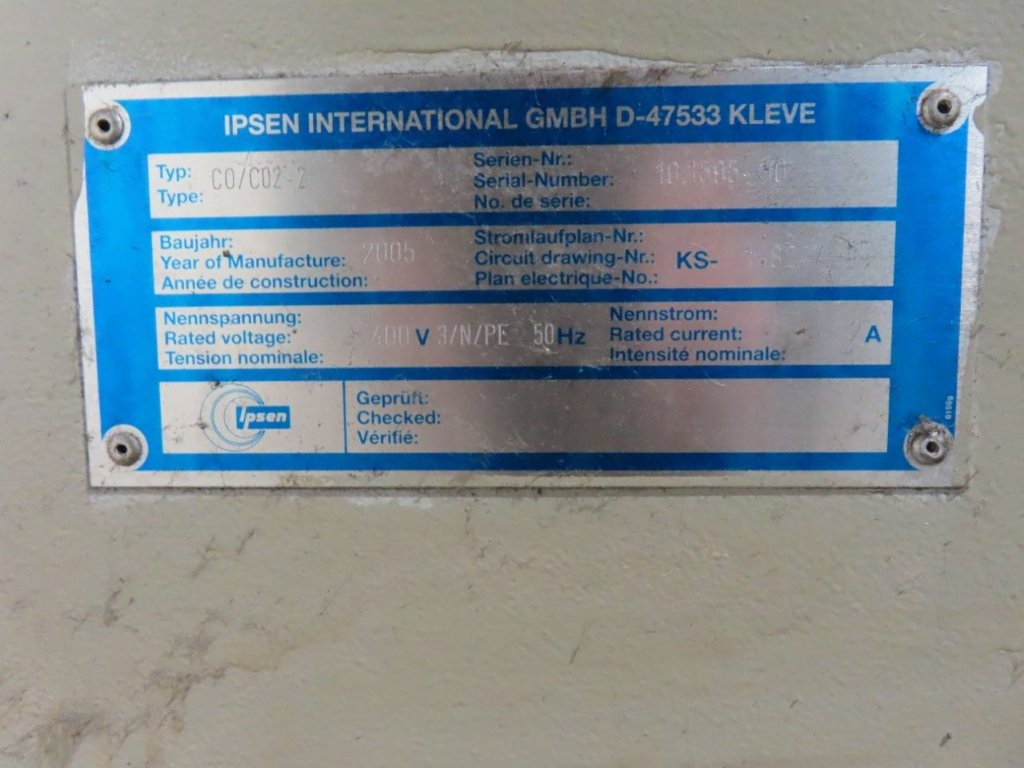 IPSEN INTERNATIONAL GMBH D-47533 KLEVE
Typ:
Type: CO/CO2-2
Serien-Nr.:
Serial-Number:
No. de série:
Baujahr:
Year of Manufacture: 2005
Année de construction:
Stromlaufplan-Nr.:
Circuit drawing-Nr.: KS-
Plan electrique-No.:
Nennspannung:
Rated voltage: 400 V 3/N/PE 50 Hz
Tension nominale:
Nennstrom:
Rated current: A
Intensité nominale:
Ipsen
Geprüft:
Checked:
Vérifié:
6159g